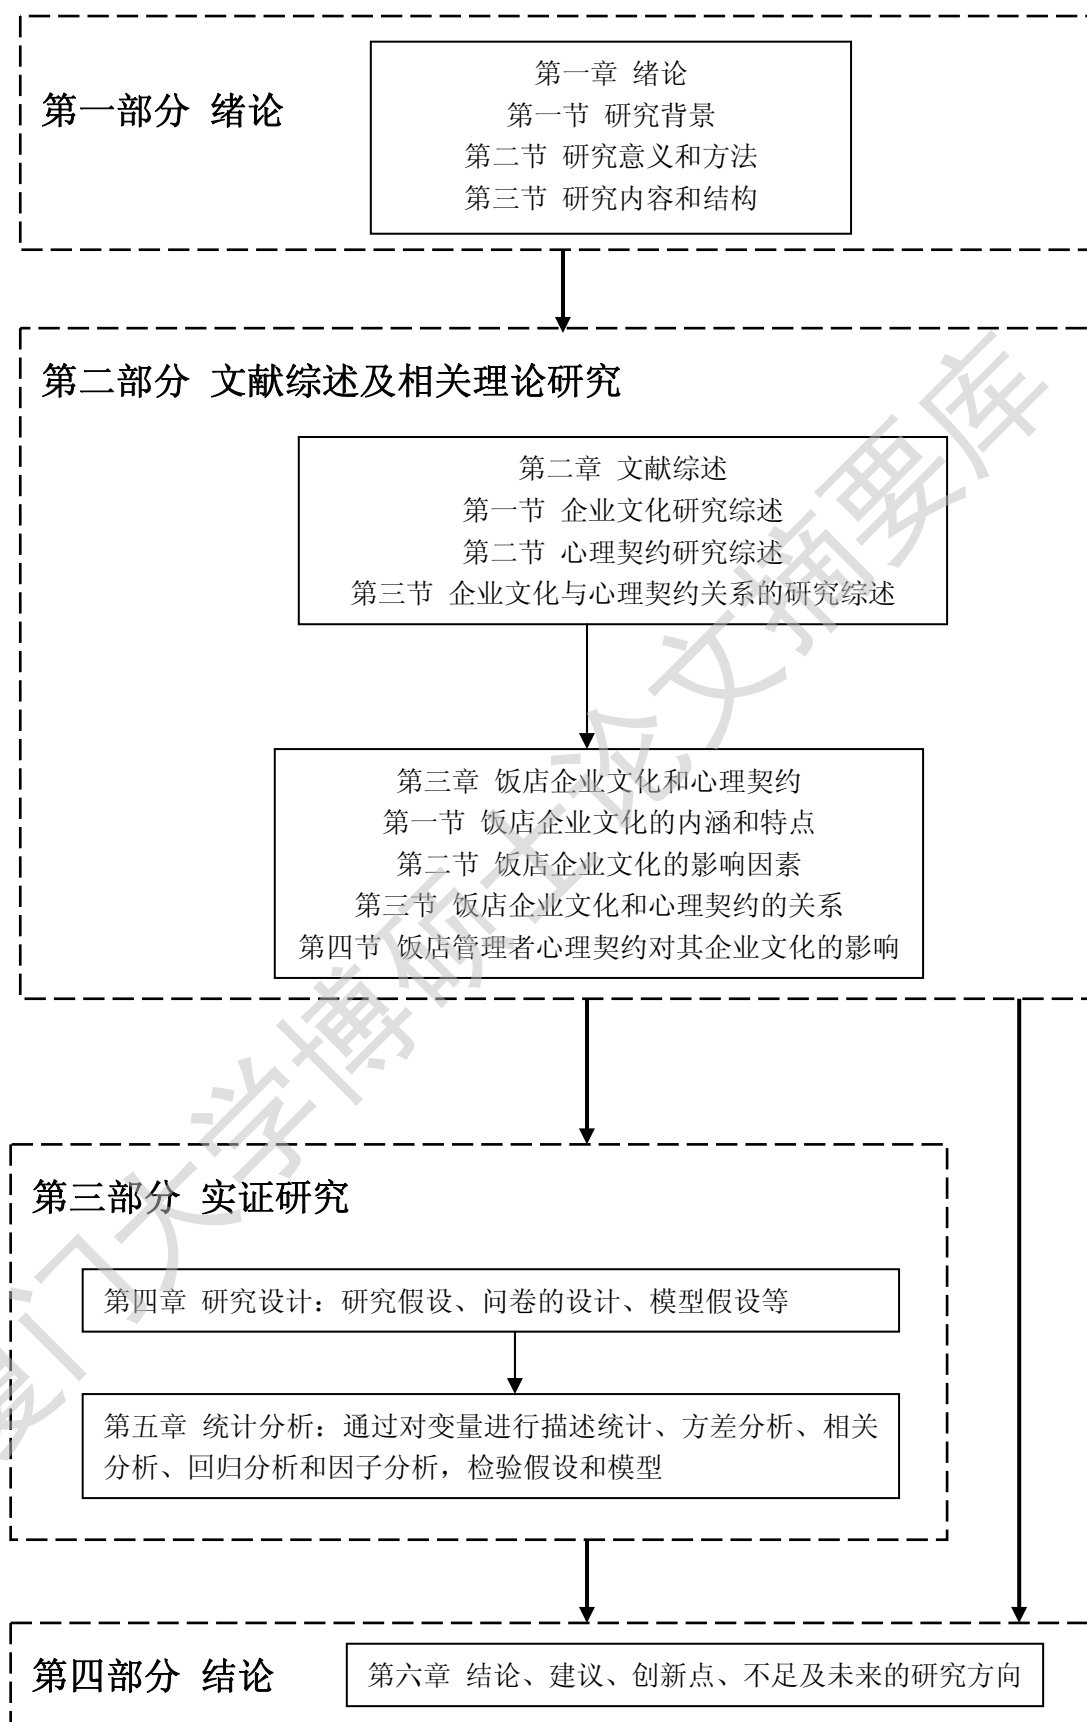 第一部分 绪论
第一章 绪论
第一节 研究背景
第二节 研究意义和方法
第三节 研究内容和结构
第二部分 文献综述及相关理论研究
第二章 文献综述
第一节 企业文化研究综述
第二节 心理契约研究综述
第三节 企业文化与心理契约关系的研究综述
第三章 饭店企业文化和心理契约
第一节 饭店企业文化的内涵和特点
第二节 饭店企业文化的影响因素
第三节 饭店企业文化和心理契约的关系
第四节 饭店管理者心理契约对其企业文化的影响
第三部分 实证研究
第四章 研究设计：研究假设、问卷的设计、模型假设等
第五章 统计分析：通过对变量进行描述统计、方差分析、相关
分析、回归分析和因子分析，检验假设和模型
第四部分 结论
第六章 结论、建议、创新点、不足及未来的研究方向
厦门大学博硕士论文摘要库